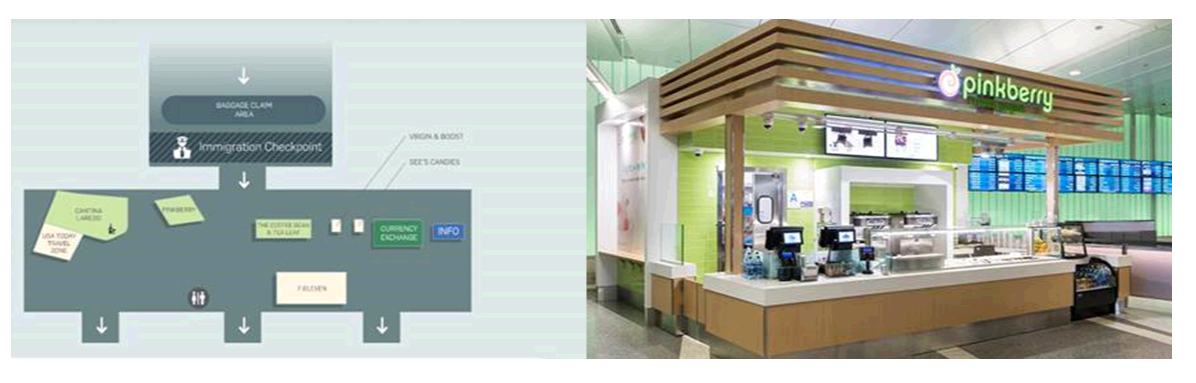 BAGGAGE CLAIM
AREA
Immigration Checkpoint
VIRGIN & BOOST
SEE'S CANDIES
CANTINA
LAREDO
USA TODAY
TRAVEL
ZONE
PINKBERRY
THE COFFEE BEAN
& TEA LEAF
CURRENCY
EXCHANGE
INFO
7 ELEVEN
pinkberry
A